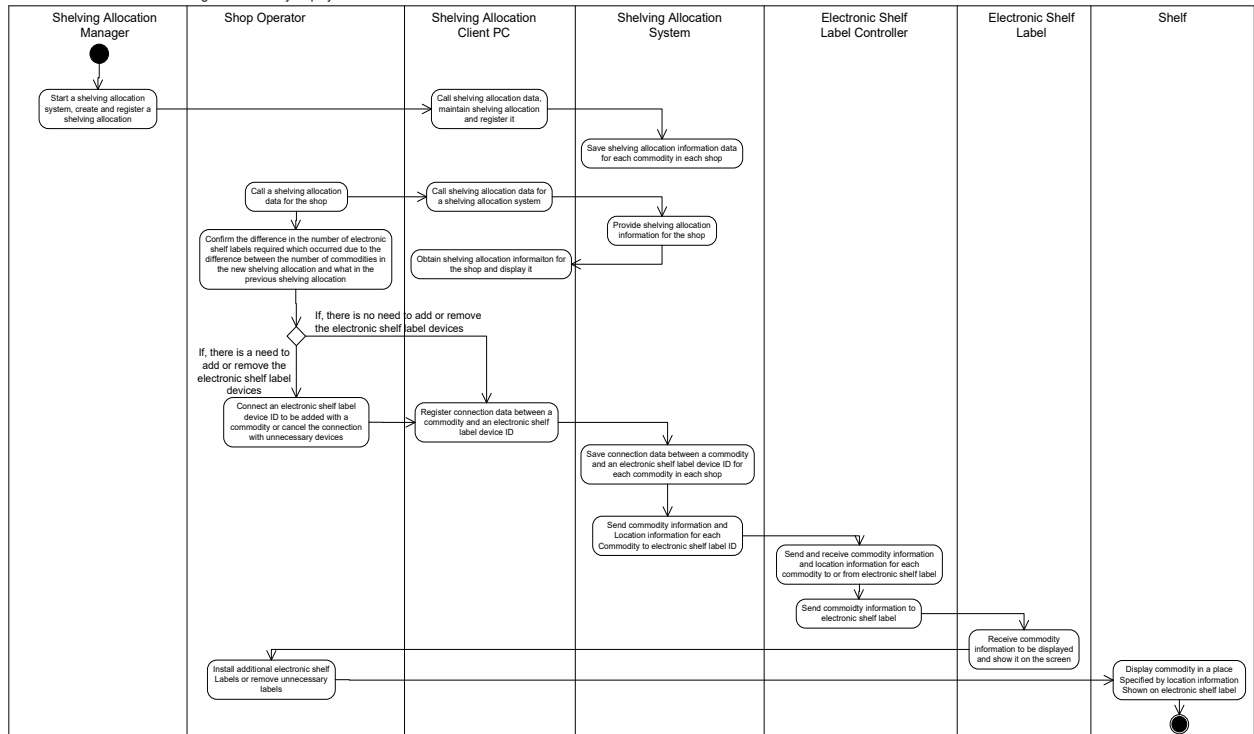 Shelving Allocation
Manager
Shop Operator
Shelving Allocation
Client PC
Shelving Allocation
System
Electronic Shelf
Label Controller
Electronic Shelf
Label
Shelf
Start a shelving allocation
system, create and register a
shelving allocation
Call shelving allocation data,
maintain shelving allocation
and register it
Save shelving allocation information data
for each commodity in each shop
Call a shelving allocation
data for the shop
Call shelving allocation data for
a shelving allocation system
Provide shelving allocation
information for the shop
Confirm the difference in the number of electronic
shelf labels required which occurred due to the
difference between the number of commodities in
the new shelving allocation and what in the
previous shelving allocation
Obtain shelving allocation informaiton for
the shop and display it
If, there is no need to add or remove
the electronic shelf label devices
If, there is a need to
add or remove the
electronic shelf label
devices
Connect an electronic shelf label
device ID to be added with a
commodity or cancel the connection
with unnecessary devices
Register connection data between a
commodity and an electronic shelf
label device ID
Save connection data between a commodity
and an electronic shelf label device ID for
each commodity in each shop
Send commodity information and
Location information for each
Commodity to electronic shelf label ID
Send and receive commodity information
and location information for each
commodity to or from electronic shelf label
Send commoidty information to
electronic shelf label
Receive commodity
information to be displayed
and show it on the screen
Install additional electronic shelf
Labels or remove unnecessary
labels
Display commodity in a place
Specified by location information
Shown on electronic shelf label